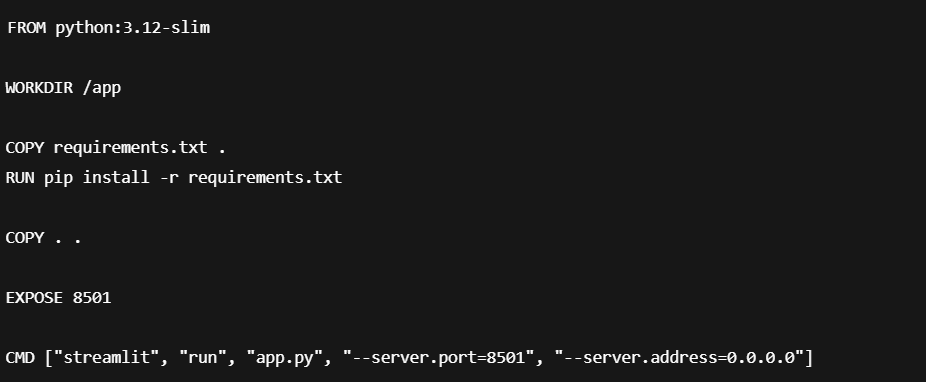 FROM python:3.12-slim
WORKDIR /app
COPY requirements.txt .
RUN pip install -r requirements.txt
COPY . .
EXPOSE 8501
CMD ["streamlit", "run", "app.py", "--server.port=8501", "--server.address=0.0.0.0"]